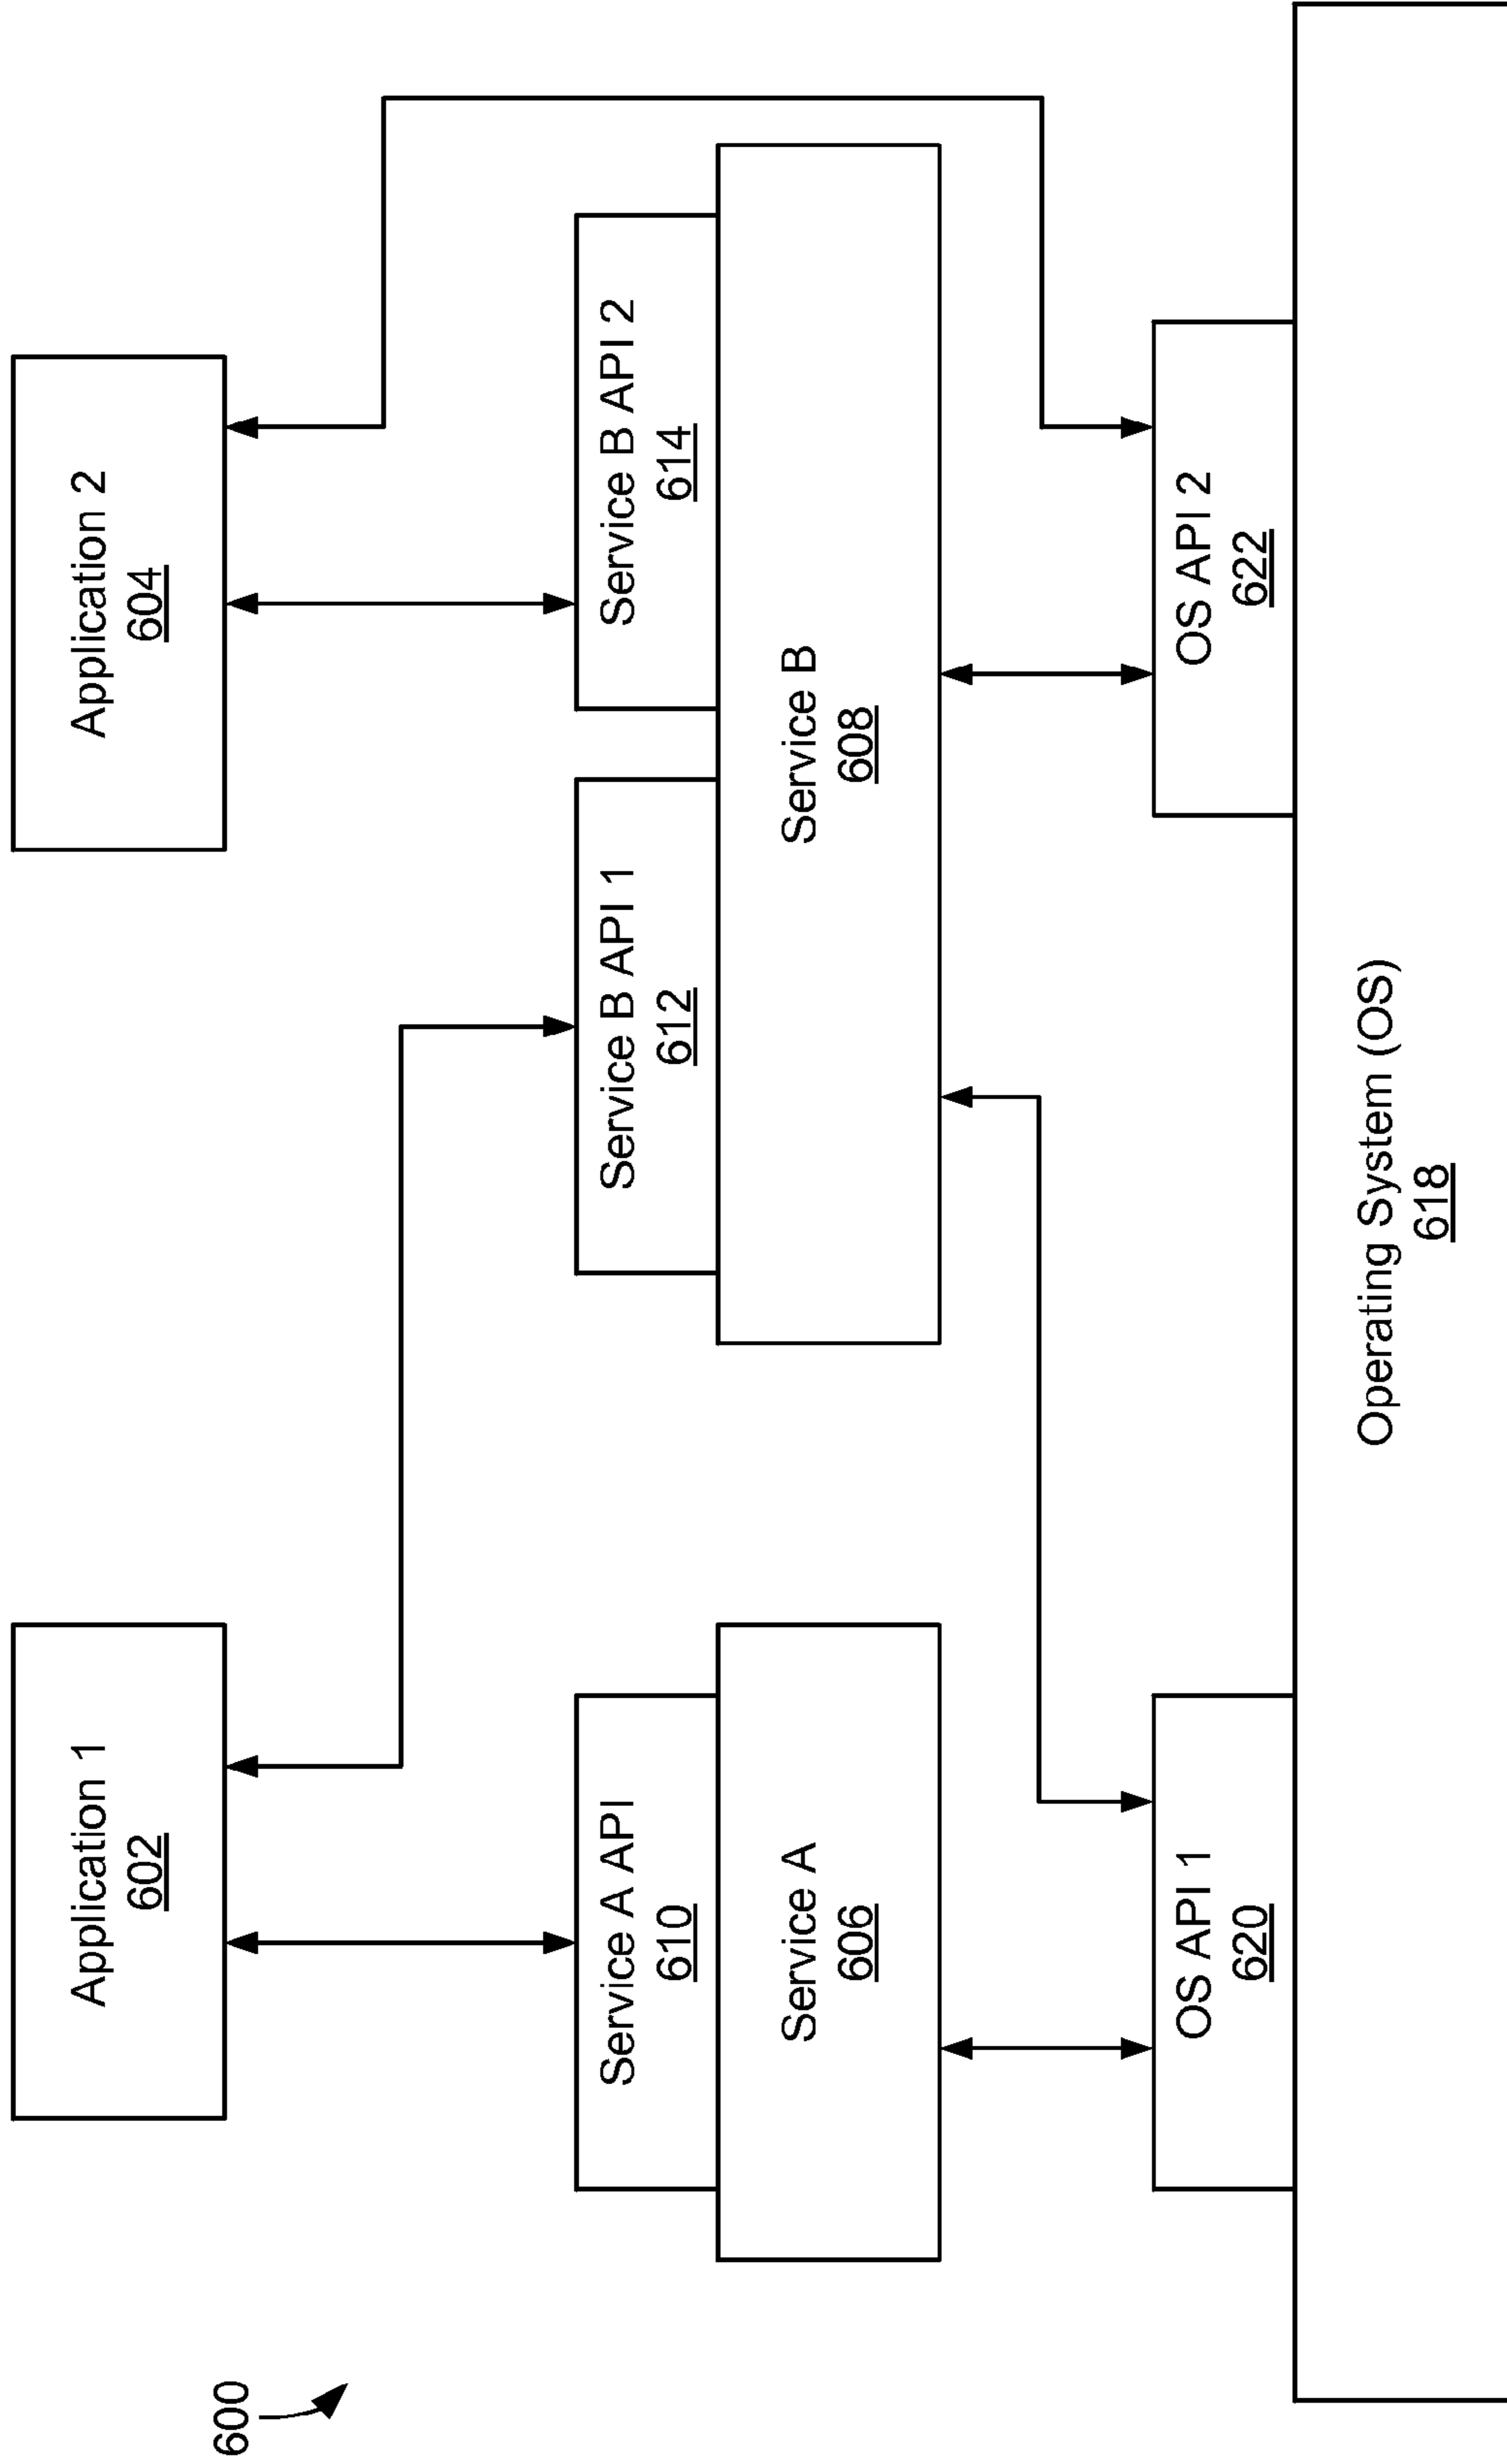 600
Application 1
602
Application 2
604
Service A API
610
Service B API 1
612
Service B API 2
614
Service A
606
Service B
608
OS API 1
620
OS API 2
622
Operating System (OS)
618